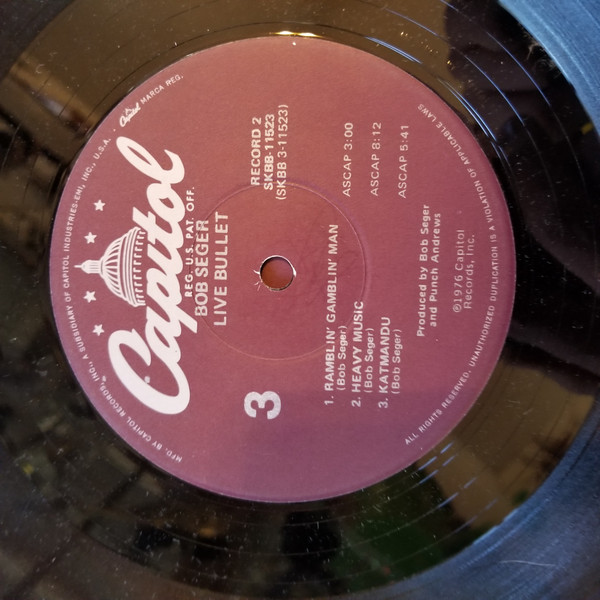 MFD. BY CAPITOL RECORDS, INC., A SUBSIDIARY OF CAPITOL INDUSTRIES-EMI, INC., U.S.A. • Capitol MARCA REG.
Capitol
®
REG. U.S. PAT. OFF.
BOB SEGER
LIVE BULLET
3
RECORD 2
SKBB-11523
(SKBB 3-11523)
1. RAMBLIN' GAMBLIN' MAN ASCAP 3:00
(Bob Seger)
2. HEAVY MUSIC ASCAP 8:12
(Bob Seger)
3. KATMANDU ASCAP 5:41
(Bob Seger)
Produced by Bob Seger
and Punch Andrews
℗1976 Capitol
Records, Inc.
ALL RIGHTS RESERVED. UNAUTHORIZED DUPLICATION IS A VIOLATION OF APPLICABLE LAWS